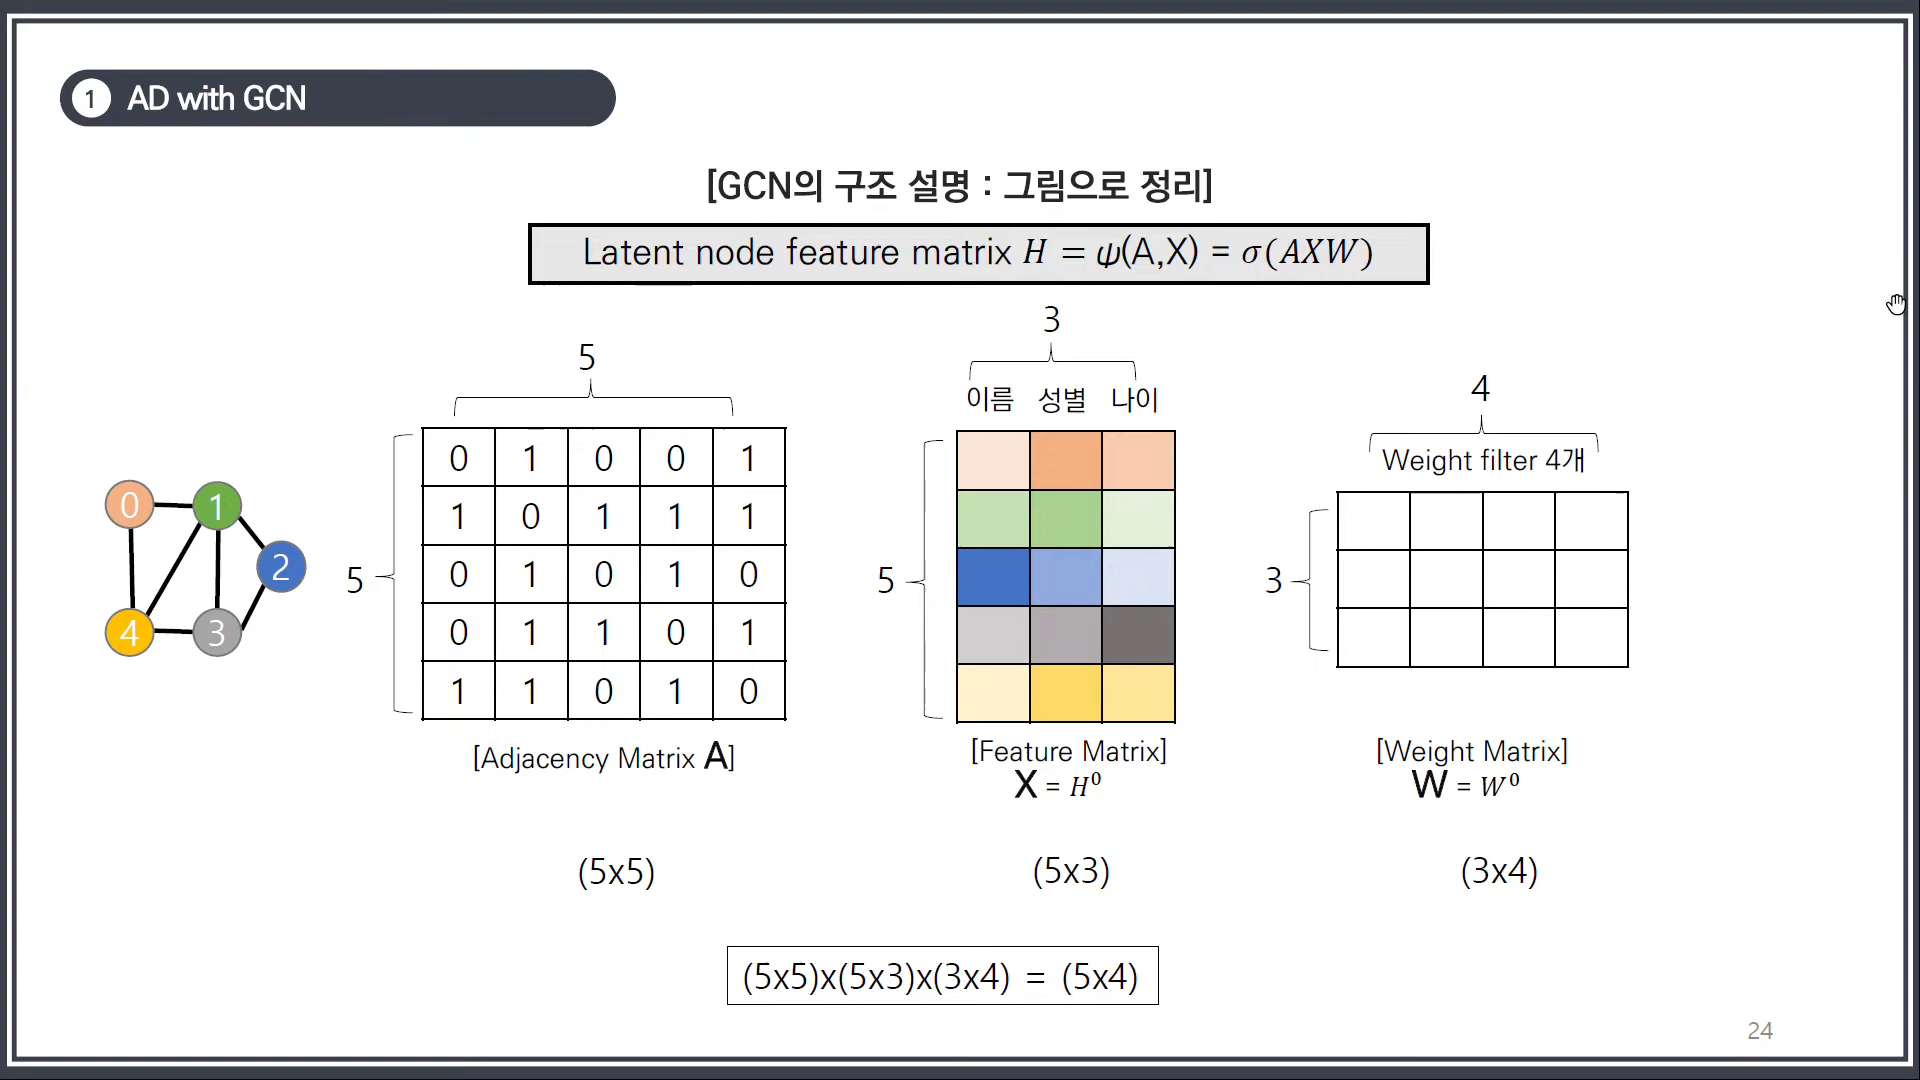 1 AD with GCN
[GCN의 구조 설명 : 그림으로 정리]
Latent node feature matrix H = ψ(A,X) = σ(AXW)
5
3
4
이름 성별 나이
Weight filter 4개
0 1 2 4 3
5
0 1 0 0 1
1 0 1 1 1
0 1 0 1 0
0 1 1 0 1
1 1 0 1 0
5
3
[Adjacency Matrix A]
[Feature Matrix]
X = H⁰
[Weight Matrix]
W = W⁰
(5x5)
(5x3)
(3x4)
(5x5)x(5x3)x(3x4) = (5x4)
24